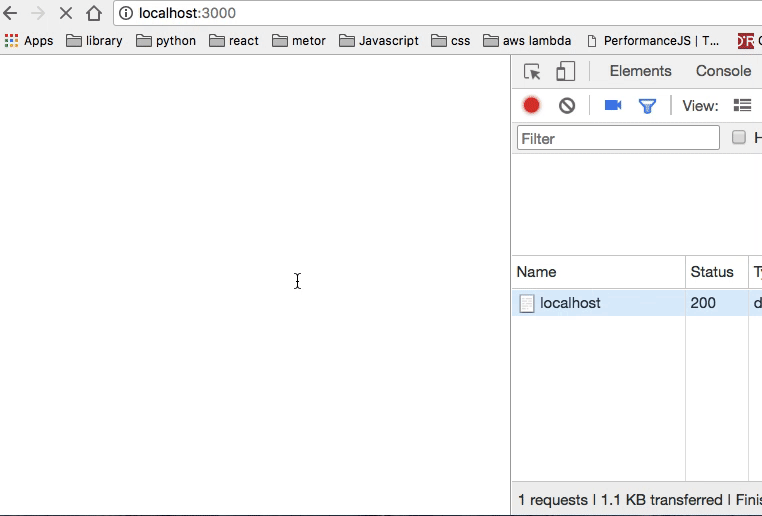 localhost:3000
Apps library python react metor Javascript css aws lambda PerformanceJS | T...
Elements Console
View:
Filter
Name Status
localhost 200
1 requests | 1.1 KB transferred |